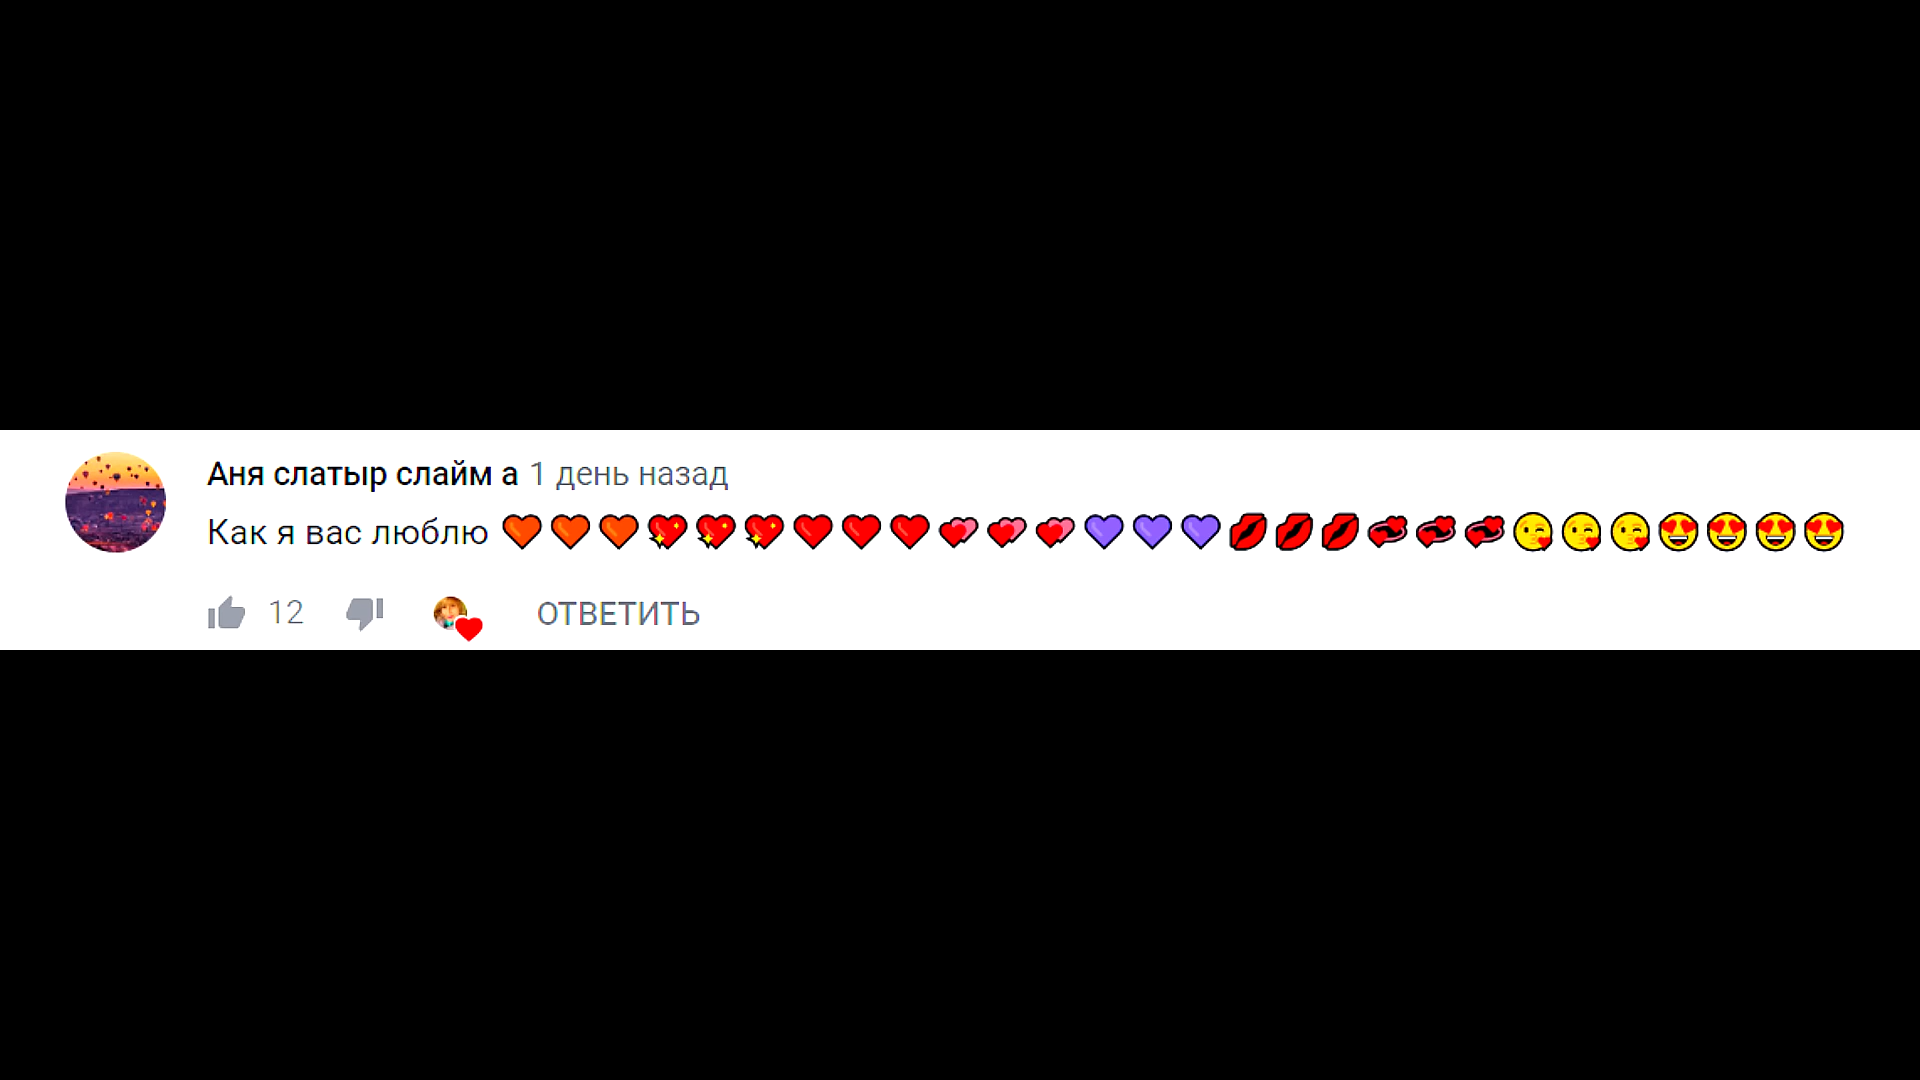 Аня слатыр слайм а 1 день назад
Как я вас люблю 🧡🧡🧡💖💖💖❤❤❤💕💕💕💜💜💜💋💋💋💞💞💞😘😘😘😍😍😍😍
12 ОТВЕТИТЬ